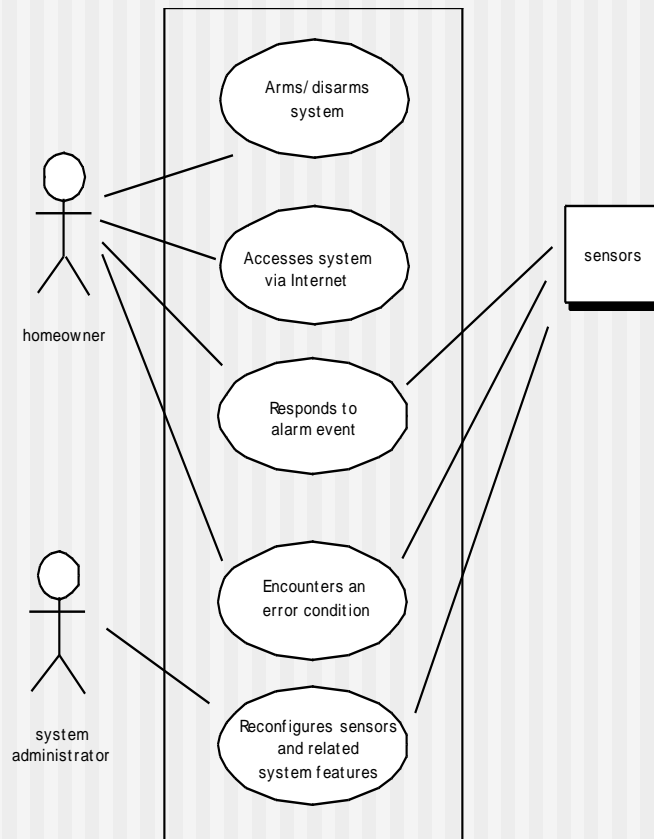 Arms/ disarms
system
Accesses system
via Internet
sensors
homeowner
Responds to
alarm event
Encounters an
error condition
system
administrator
Reconfigures sensors
and related
system features